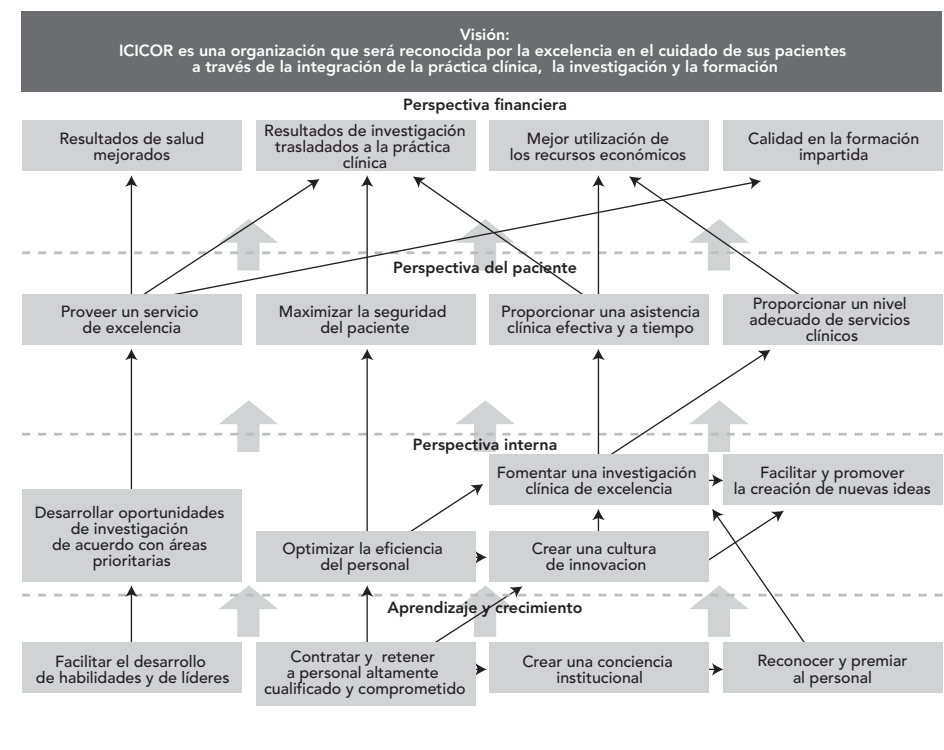 Visión:
ICICOR es una organización que será reconocida por la excelencia en el cuidado de sus pacientes
a través de la integración de la práctica clínica, la investigación y la formación
Perspectiva financiera
Resultados de salud
mejorados
Resultados de investigación
trasladados a la práctica
clínica
Mejor utilización de
los recursos económicos
Calidad en la formación
impartida
Perspectiva del paciente
Proveer un servicio
de excelencia
Maximizar la seguridad
del paciente
Proporcionar una asistencia
clínica efectiva y a tiempo
Proporcionar un nivel
adecuado de servicios
clínicos
Perspectiva interna
Fomentar una investigación
clínica de excelencia
Facilitar y promover
la creación de nuevas ideas
Desarrollar oportunidades
de investigación
de acuerdo con áreas
prioritarias
Optimizar la eficiencia
del personal
Crear una cultura
de innovacion
Aprendizaje y crecimiento
Facilitar el desarrollo
de habilidades y de líderes
Contratar y retener
a personal altamente
cualificado y comprometido
Crear una conciencia
institucional
Reconocer y premiar
al personal